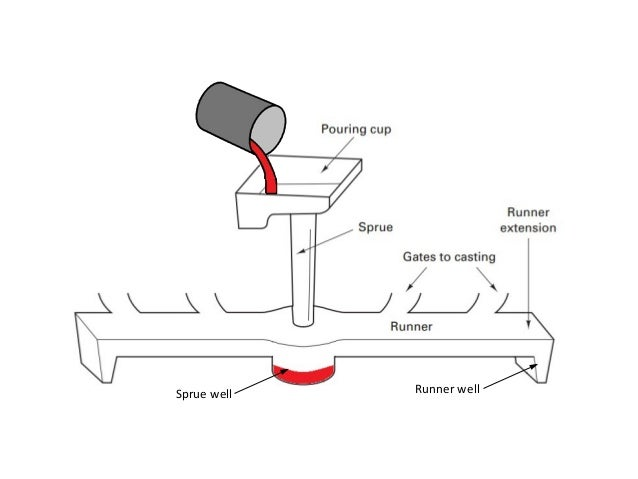 Pouring cup
Sprue
Runner
extension
Gates to casting
Runner
Sprue well
Runner well